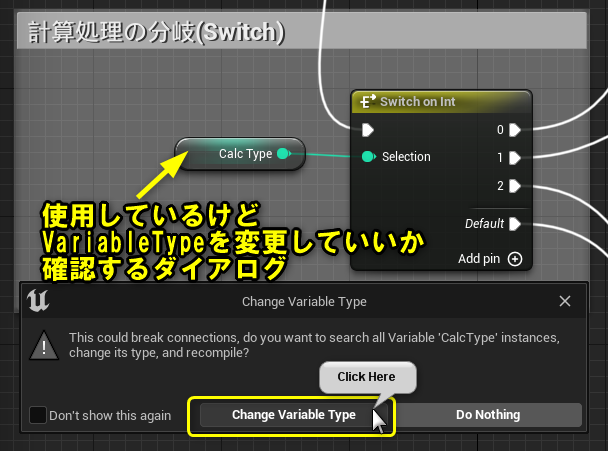 計算処理の分岐(Switch)
Switch on Int
0
Calc Type
Selection
1
2
Default
Add pin
使用しているけど
VariableTypeを変更していいか
確認するダイアログ
Change Variable Type
This could break connections, do you want to search all Variable 'CalcType' instances,
change its type, and recompile?
Click Here
Don't show this again
Change Variable Type
Do Nothing